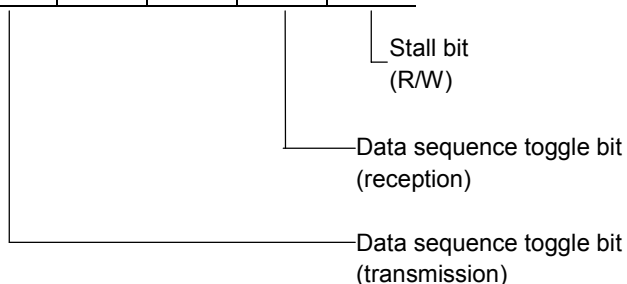 Stall bit
(R/W)
Data sequence toggle bit
(reception)
Data sequence toggle bit
(transmission)